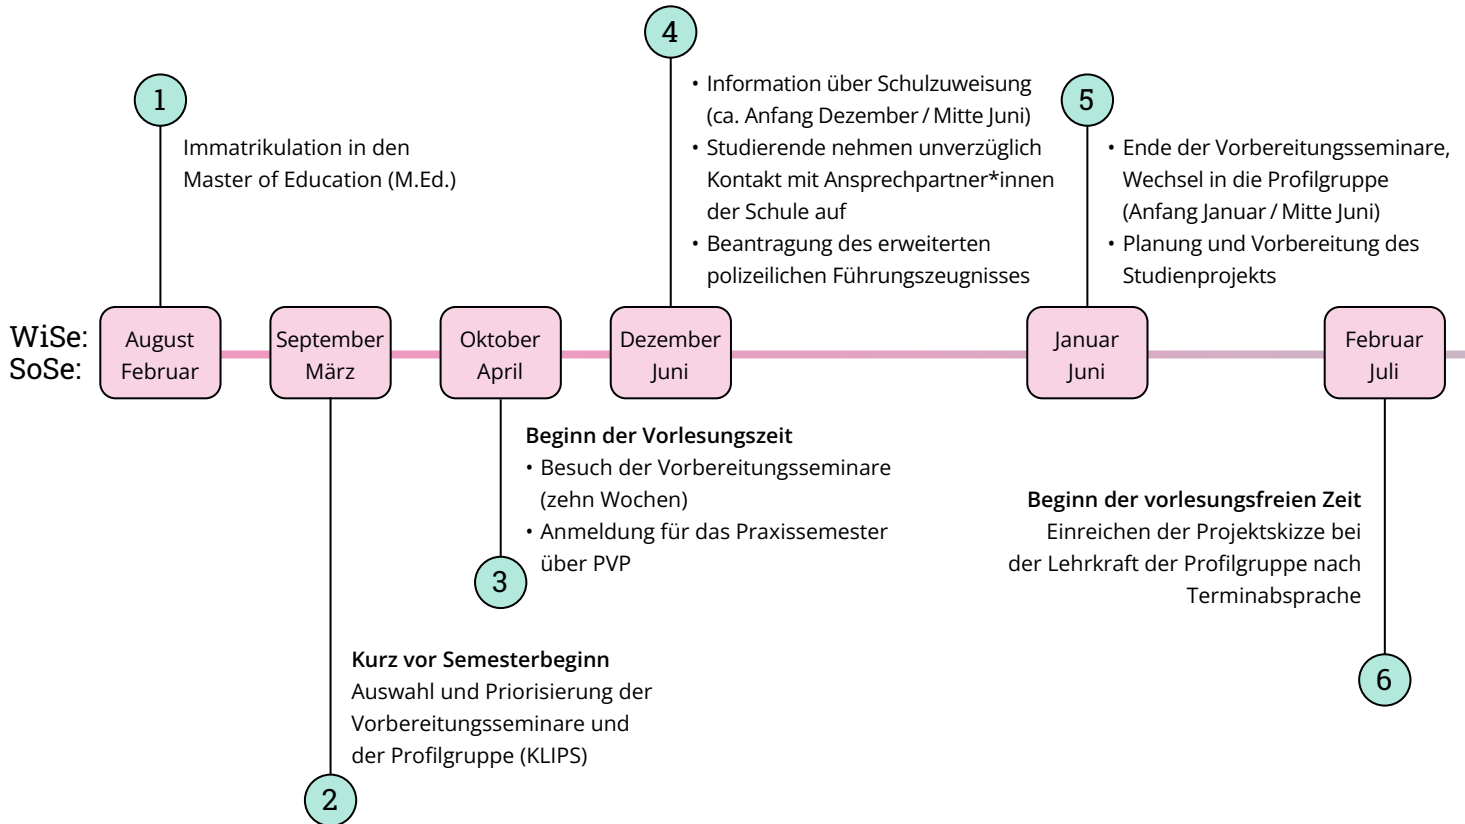 1
Immatrikulation in den
Master of Education (M.Ed.)
4
• Information über Schulzuweisung
(ca. Anfang Dezember / Mitte Juni)
• Studierende nehmen unverzüglich
Kontakt mit Ansprechpartner*innen
der Schule auf
• Beantragung des erweiterten
polizeilichen Führungszeugnisses
5
• Ende der Vorbereitungsseminare,
Wechsel in die Profilgruppe
(Anfang Januar / Mitte Juni)
• Planung und Vorbereitung des
Studienprojekts
WiSe:
SoSe:
August
Februar
September
März
Oktober
April
Dezember
Juni
Januar
Juni
Februar
Juli
Beginn der Vorlesungszeit
• Besuch der Vorbereitungsseminare
(zehn Wochen)
• Anmeldung für das Praxissemester
über PVP
3
Kurz vor Semesterbeginn
Auswahl und Priorisierung der
Vorbereitungsseminare und
der Profilgruppe (KLIPS)
2
Beginn der vorlesungsfreien Zeit
Einreichen der Projektskizze bei
der Lehrkraft der Profilgruppe nach
Terminabsprache
6